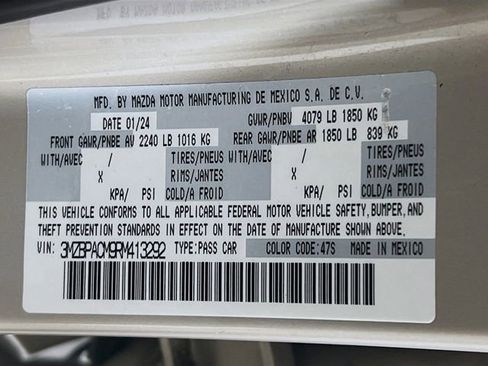 MFD. BY MAZDA MOTOR MANUFACTURING DE MEXICO S.A. DE C.V.
DATE 01/24 GVWR/PNBV 4079 LB 1850 KG
FRONT GAWR/PNBE AV 2240 LB 1016 KG REAR GAWR/PNBE AR 1850 LB 839 KG
WITH/AVEC / TIRES/PNEUS WITH/AVEC / TIRES/PNEUS
X RIMS/JANTES X RIMS/JANTES
KPA/ PSI COLD/A FROID KPA/ PSI COLD/A FROID
THIS VEHICLE CONFORMS TO ALL APPLICABLE FEDERAL MOTOR VEHICLE SAFETY, BUMPER, AND
THEFT PREVENTION STANDARDS IN EFFECT ON THE DATE OF MANUFACTURE SHOWN ABOVE.
VIN: 3MZBPACM9RM413292 TYPE:PASS CAR COLOR CODE:47S MADE IN MEXICO